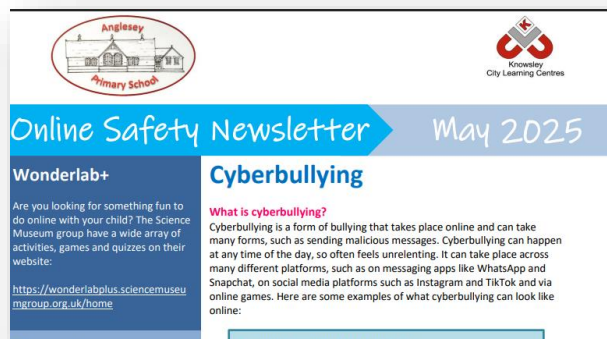 Anglesey
Primary School
Knowsley
City Learning Centres
Online Safety Newsletter
May 2025
Wonderlab+
Are you looking for something fun to
do online with your child? The Science
Museum group have a wide array of
activities, games and quizzes on their
website:
https://wonderlabplus.sciencemuseu
mgroup.org.uk/home
Cyberbullying
What is cyberbullying?
Cyberbullying is a form of bullying that takes place online and can take
many forms, such as sending malicious messages. Cyberbullying can happen
at any time of the day, so often feels unrelenting. It can take place across
many different platforms, such as on messaging apps like WhatsApp and
Snapchat, on social media platforms such as Instagram and TikTok and via
online games. Here are some examples of what cyberbullying can look like
online: